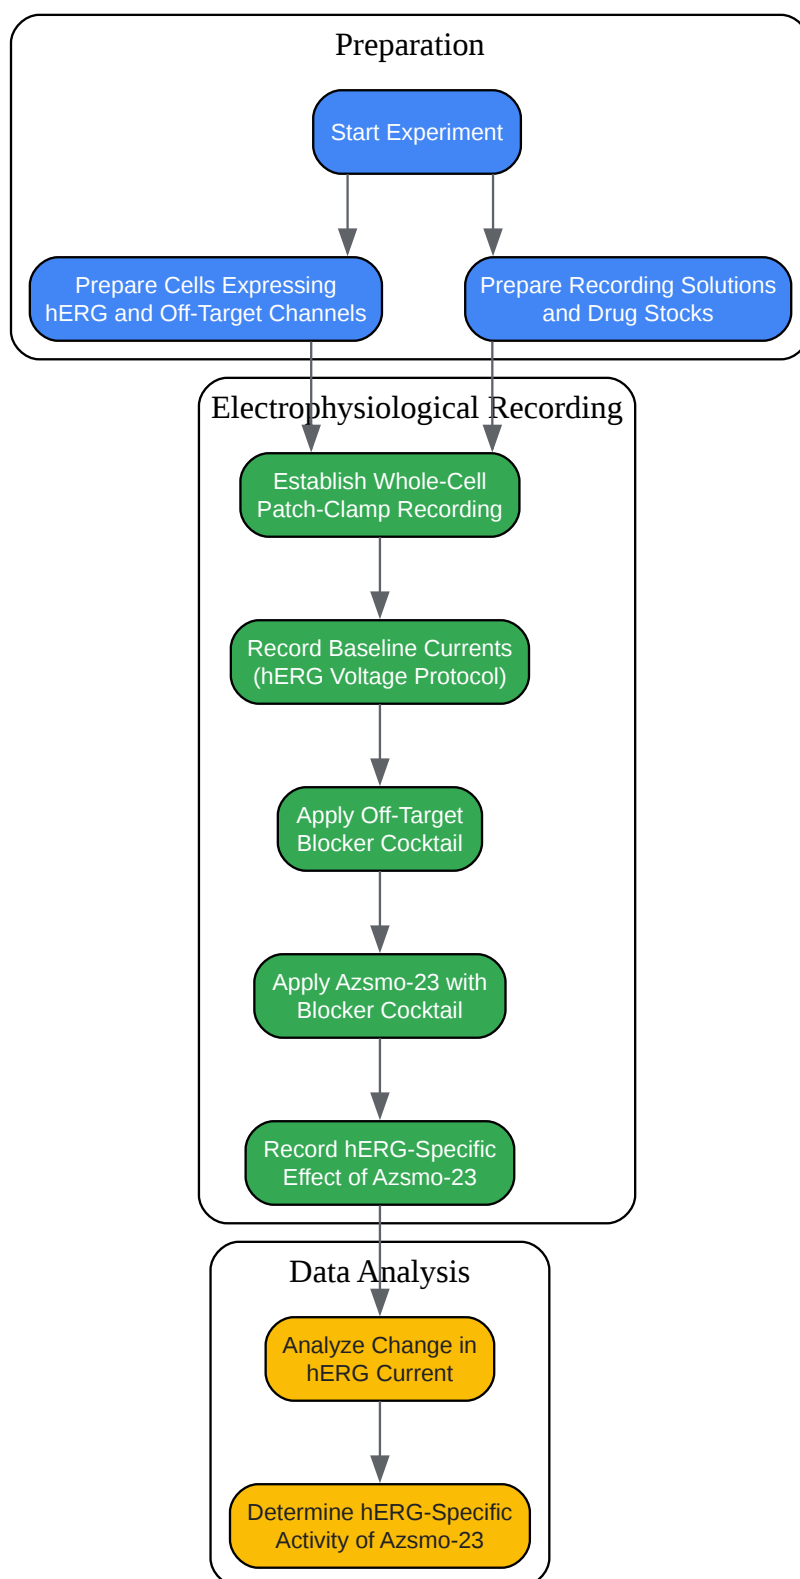 Preparation
Start Experiment
Prepare Cells Expressing
hERG and Off-Target Channels
Prepare Recording Solutions
and Drug Stocks
Electrophysiological Recording
Establish Whole-Cell
Patch-Clamp Recording
Record Baseline Currents
(hERG Voltage Protocol)
Apply Off-Target
Blocker Cocktail
Apply Azsmo-23 with
Blocker Cocktail
Record hERG-Specific
Effect of Azsmo-23
Data Analysis
Analyze Change in
hERG Current
Determine hERG-Specific
Activity of Azsmo-23